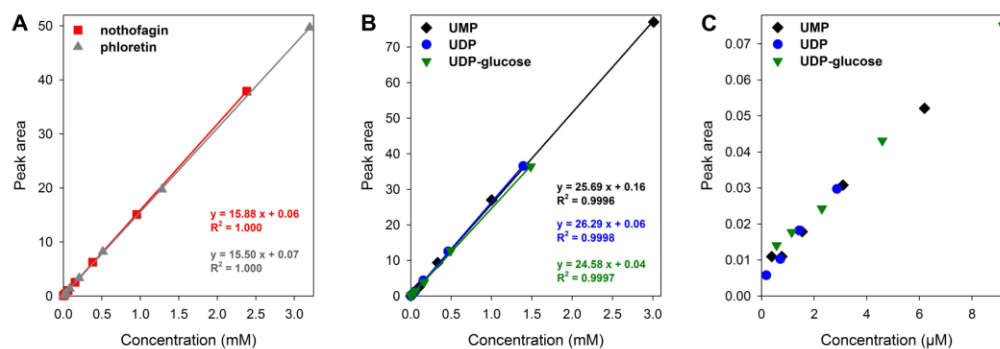 A
nothofagin
phloretin
50
40
30
20
10
0
Peak area
y = 15.88 x + 0.06
R² = 1.000
y = 15.50 x + 0.07
R² = 1.000
0.0 0.5 1.0 1.5 2.0 2.5 3.0
Concentration (mM)
B
UMP
UDP
UDP-glucose
70
60
50
40
30
20
10
0
Peak area
y = 25.69 x + 0.16
R² = 0.9996
y = 26.29 x + 0.06
R² = 0.9998
y = 24.58 x + 0.04
R² = 0.9997
0.0 0.5 1.0 1.5 2.0 2.5 3.0
Concentration (mM)
C
UMP
UDP
UDP-glucose
0.07
0.06
0.05
0.04
0.03
0.02
0.01
0.00
Peak area
0 2 4 6 8
Concentration (µM)